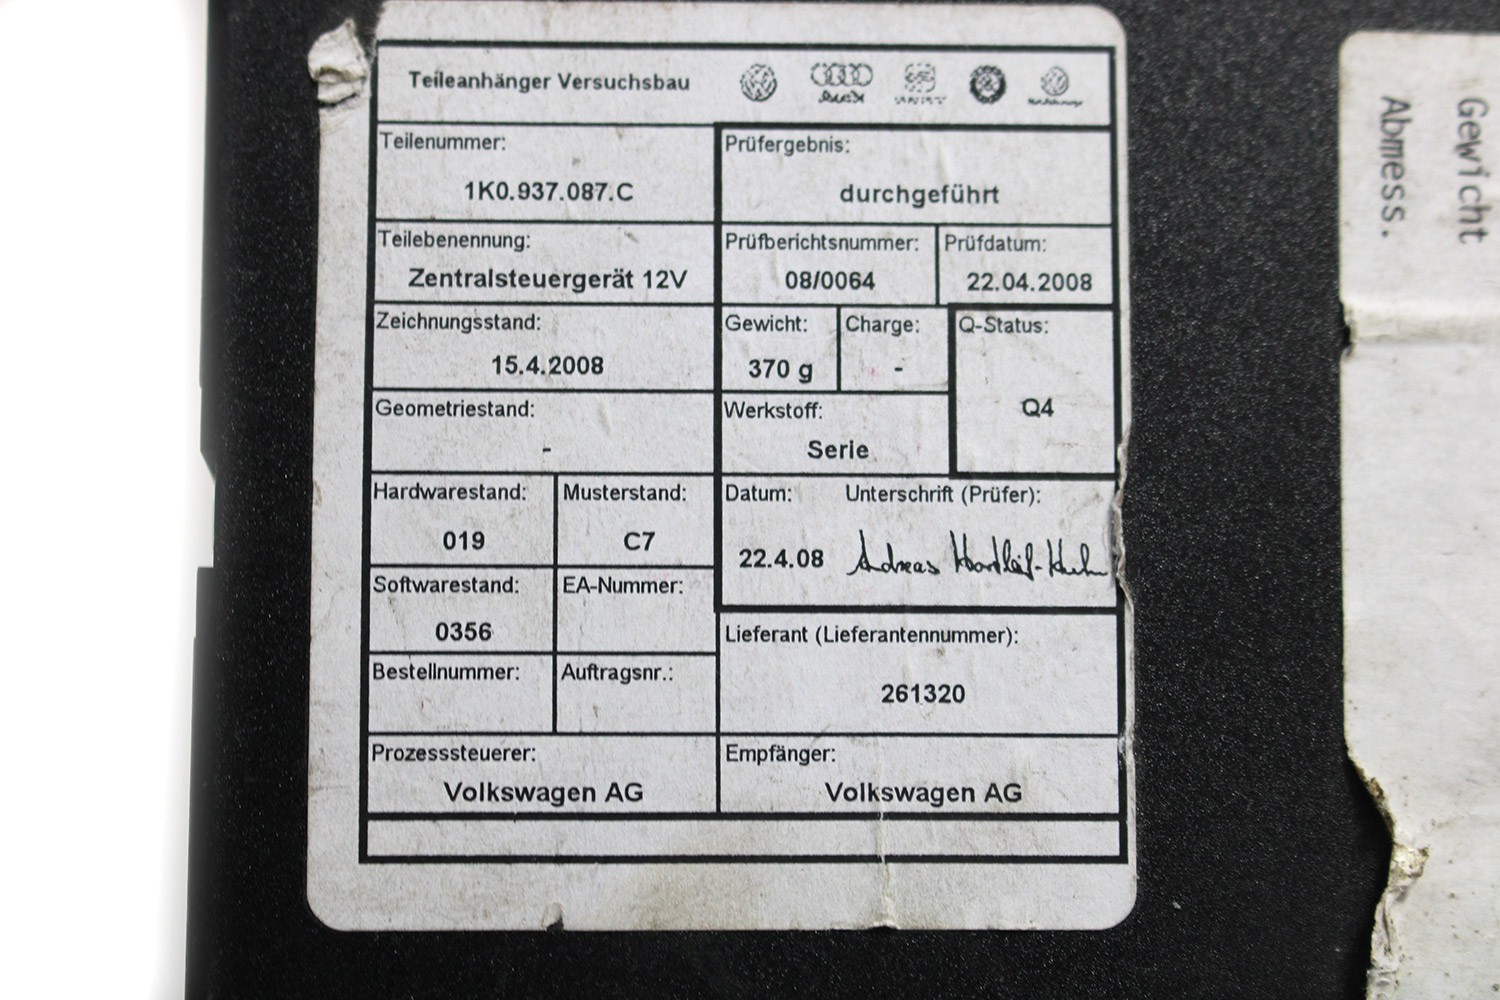 Teileanhänger Versuchsbau
Teilenummer:
1K0.937.087.C
Prüfergebnis:
durchgeführt
Teilebenennung:
Zentralsteuergerät 12V
Prüfberichtsnummer:
08/0064
Prüfdatum:
22.04.2008
Zeichnungsstand:
15.4.2008
Gewicht:
370 g
Charge:
-
Q-Status:
Q4
Geometriestand:
-
Werkstoff:
Serie
Hardwarestand:
019
Musterstand:
C7
Datum:
22.4.08
Unterschrift (Prüfer):
Andreas
Softwarestand:
0356
EA-Nummer:
Lieferant (Lieferantennummer):
261320
Bestellnummer:
Auftragsnr.:
Prozesssteuerer:
Volkswagen AG
Empfänger:
Volkswagen AG
Gewicht
Abmess.